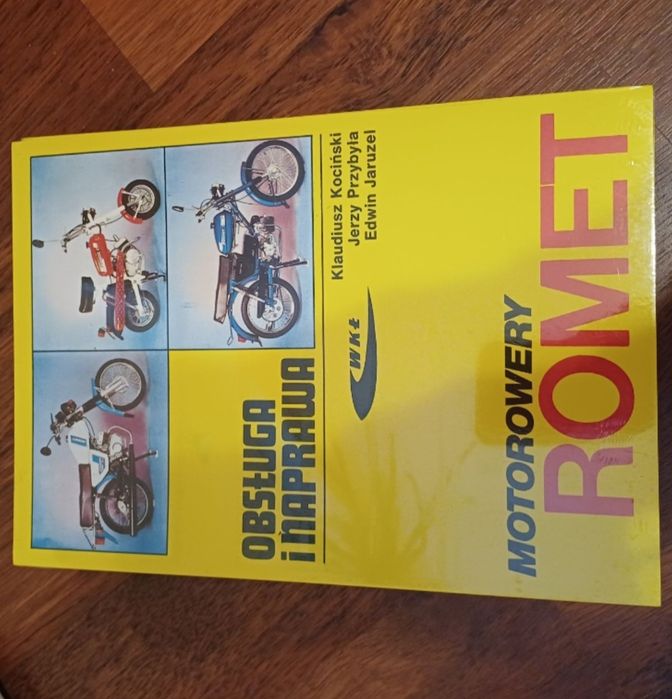 OBSŁUGA
i NAPRAWA
Klaudiusz Kociński
Jerzy Przybyła
Edwin Jaruzel
WKŁ
MOTOROWERY
ROMET